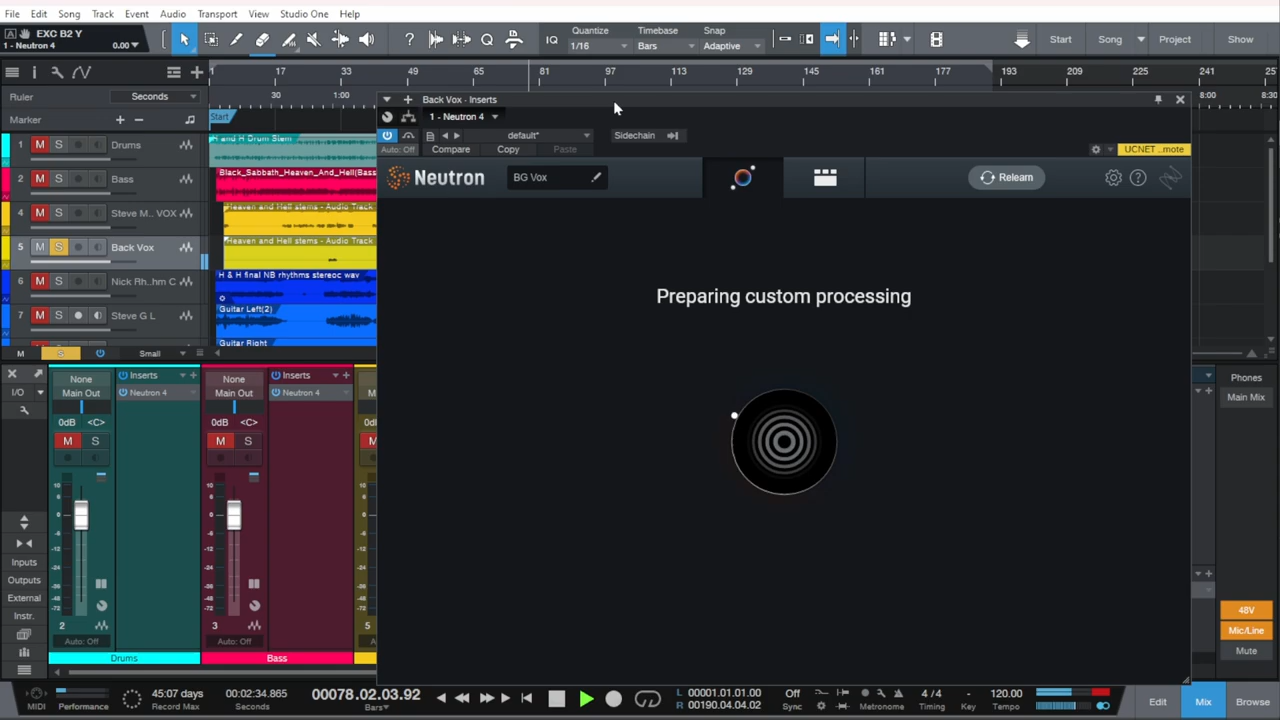 File Edit Song Track Event Audio Transport View Studio One Help
EXC B2 Y
1 - Neutron 4 0.00
IQ Quantize Timebase Snap
1/16 Bars Adaptive
Start Song Project Show
1 17 33 49 65 81 97 113 129 145 161 177 193 209 225 241
Ruler Seconds
30 1:00 8:00 8:30
Marker Start
Back Vox - Inserts
1 - Neutron 4
default* Sidechain
Auto: Off Compare Copy Paste UCNET ...mote
Neutron BG Vox Relearn
Preparing custom processing
1 M S Drums
H and H Drum Stem
2 M S Bass
Black_Sabbath_Heaven_And_Hell(Bass
4 M S Steve M.. VOX
Heaven and Hell stems - Audio Track
5 M S Back Vox
Heaven and Hell stems - Audio Track
6 M S Nick Rh...hm C
H & H final NB rhythms stereoc wav
7 M S Steve G L
Guitar Left(2)
Guitar Right
M S Small
I/O
None Inserts
Main Out Neutron 4
0dB <C>
M S
2
Auto: Off
Drums
None Inserts
Main Out Neutron 4
0dB <C>
M S
3
Auto: Off
Bass
M
5
Inputs
Outputs
External
Instr.
Phones
Main Mix
48V
Mic/Line
Mute
MIDI Performance
45:07 days
Record Max
00:02:34.865
Seconds
00078.02.03.92
Bars
L 00001.01.01.00
R 00190.04.04.02
Off
Sync
Metronome
4 / 4
Timing
-
Key
120.00
Tempo
Edit Mix Browse